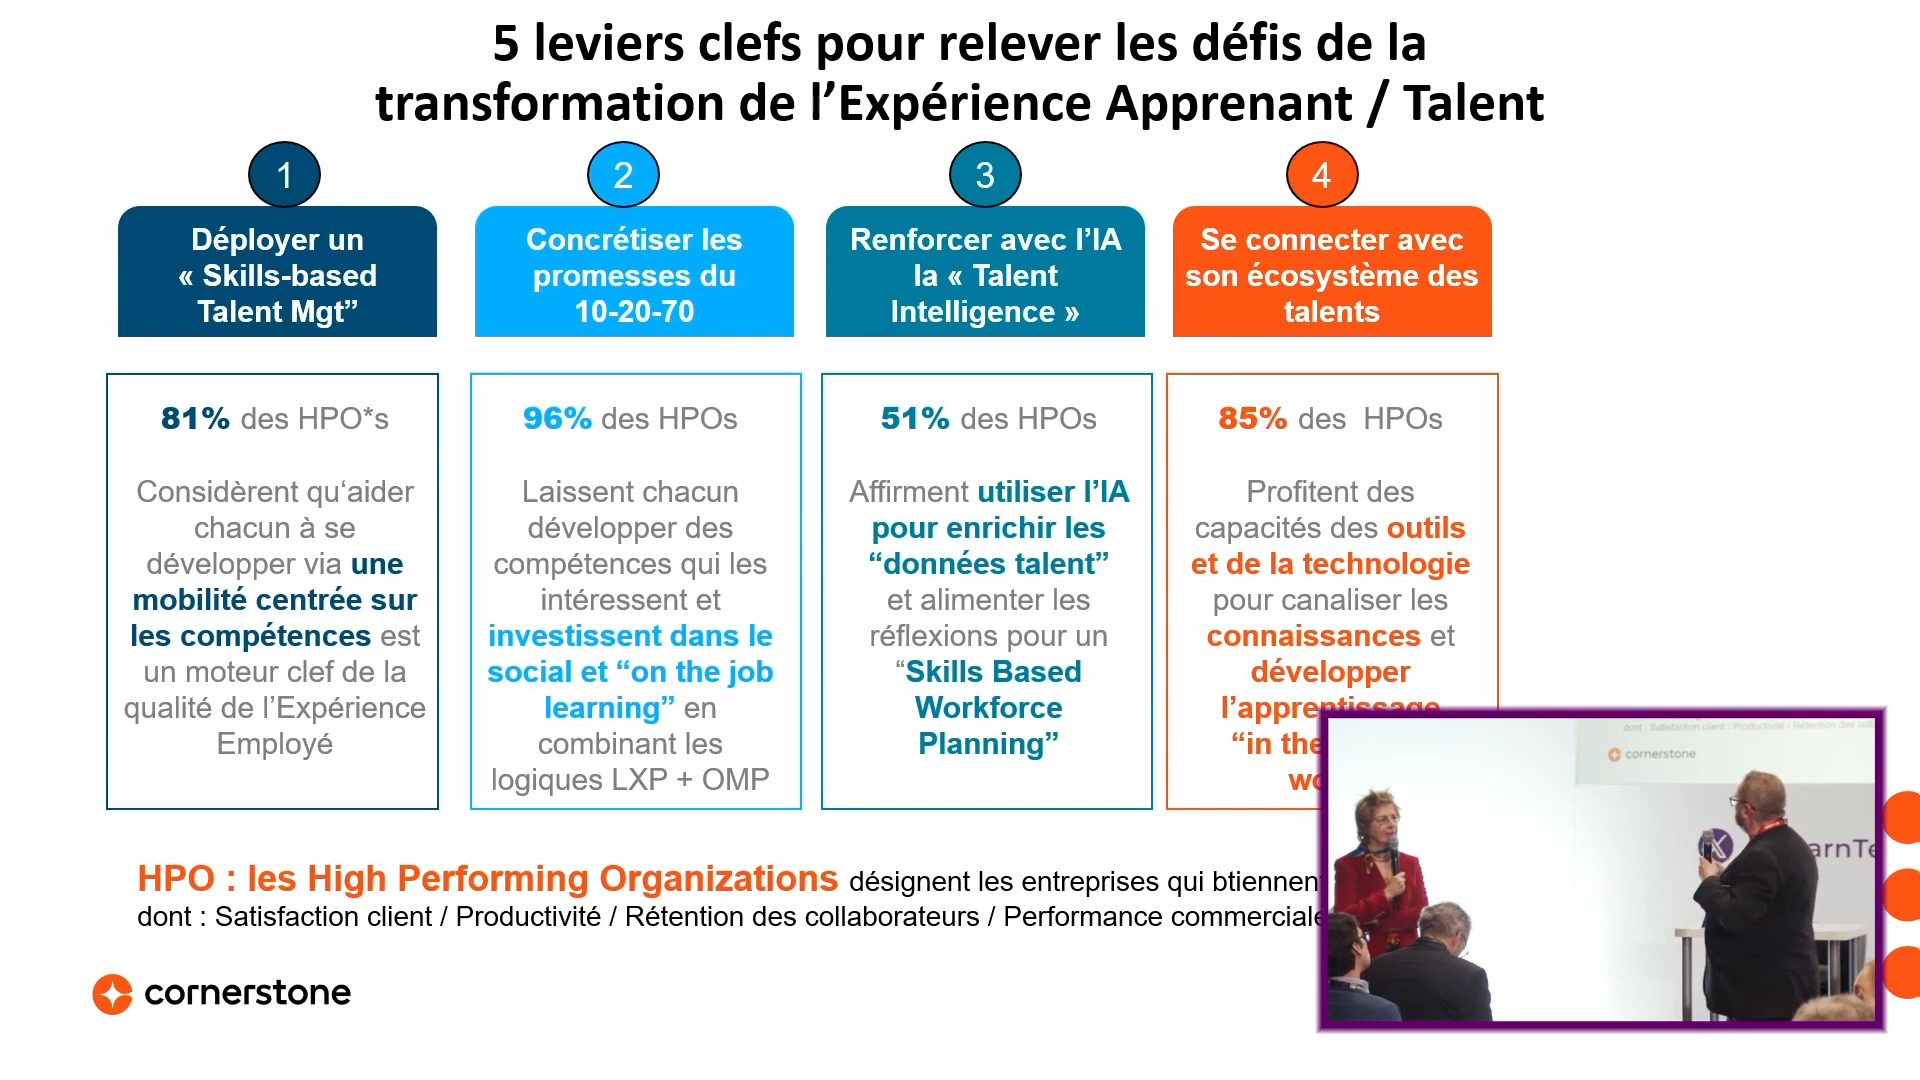 5 leviers clefs pour relever les défis de la
transformation de l’Expérience Apprenant / Talent
1
Déployer un
« Skills-based
Talent Mgt”
2
Concrétiser les
promesses du
10-20-70
3
Renforcer avec l’IA
la « Talent
Intelligence »
4
Se connecter avec
son écosystème des
talents
81% des HPO*s
Considèrent qu‘aider
chacun à se
développer via une
mobilité centrée sur
les compétences est
un moteur clef de la
qualité de l’Expérience
Employé
96% des HPOs
Laissent chacun
développer des
compétences qui les
intéressent et
investissent dans le
social et “on the job
learning” en
combinant les
logiques LXP + OMP
51% des HPOs
Affirment utiliser l’IA
pour enrichir les
“données talent”
et alimenter les
réflexions pour un
“Skills Based
Workforce
Planning”
85% des HPOs
Profitent des
capacités des outils
et de la technologie
pour canaliser les
connaissances et
développer
l’apprentissage
“in the
HPO : les High Performing Organizations désignent les entreprises qui btiennent
dont : Satisfaction client / Productivité / Rétention des collaborateurs / Performance commerciale
cornerstone
dont : Satisfaction client / Productivité / Rétention des
cornerstone